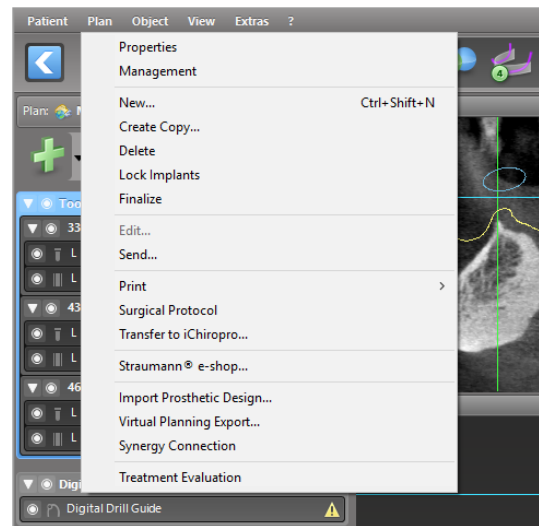 Patient Plan Object View Extras ?
Properties
Management
New... Ctrl+Shift+N
Create Copy...
Delete
Lock Implants
Finalize
Edit...
Send...
Print
Surgical Protocol
Transfer to iChiropro...
Straumann® e-shop...
Import Prosthetic Design...
Virtual Planning Export...
Synergy Connection
Treatment Evaluation
4
Plan:
Too
33
L
L
43
L
L
46
L
L
Digi
Digital Drill Guide